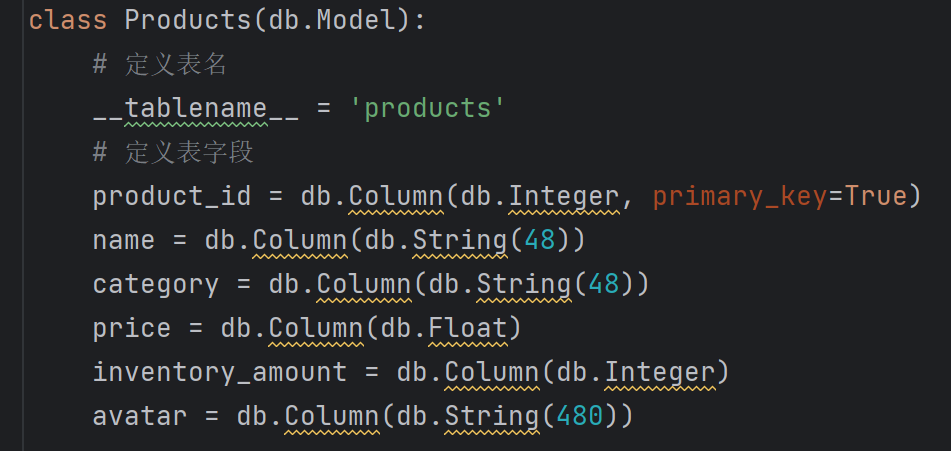 class Products(db.Model):
# 定义表名
__tablename__ = 'products'
# 定义表字段
product_id = db.Column(db.Integer, primary_key=True)
name = db.Column(db.String(48))
category = db.Column(db.String(48))
price = db.Column(db.Float)
inventory_amount = db.Column(db.Integer)
avatar = db.Column(db.String(480))